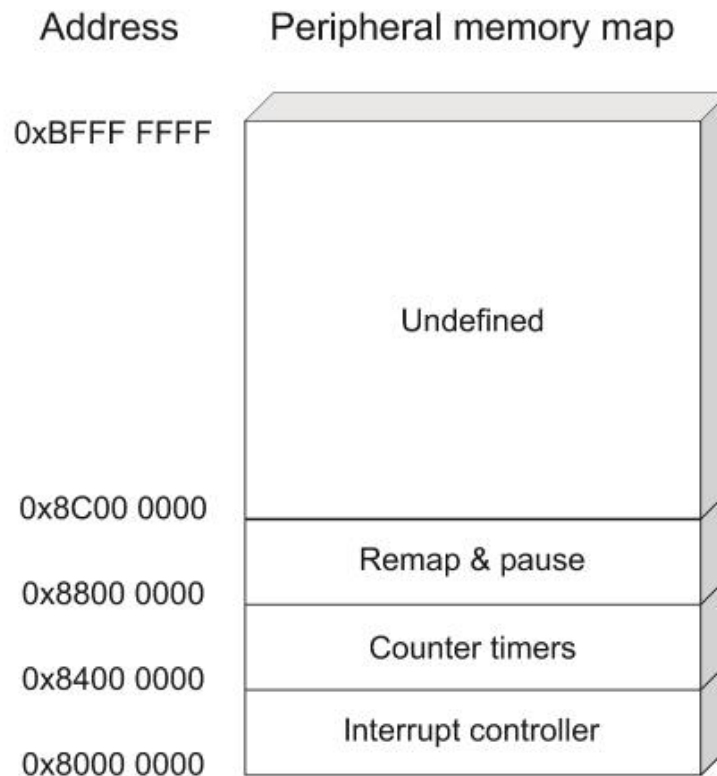 Address Peripheral memory map
0xBFFF FFFF
Undefined
0x8C00 0000
Remap & pause
0x8800 0000
Counter timers
0x8400 0000
Interrupt controller
0x8000 0000